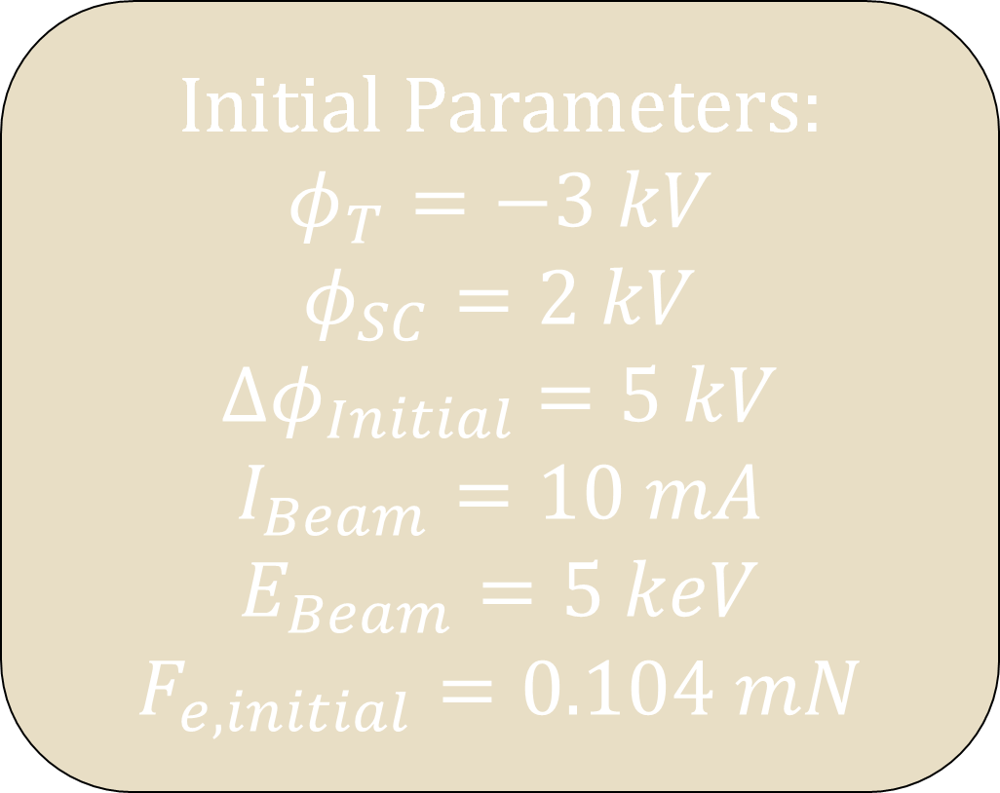 Initial Parameters:
ϕ_T = −3 kV
ϕ_SC = 2 kV
Δϕ_Initial = 5 kV
I_Beam = 10 mA
E_Beam = 5 keV
F_e,initial = 0.104 mN